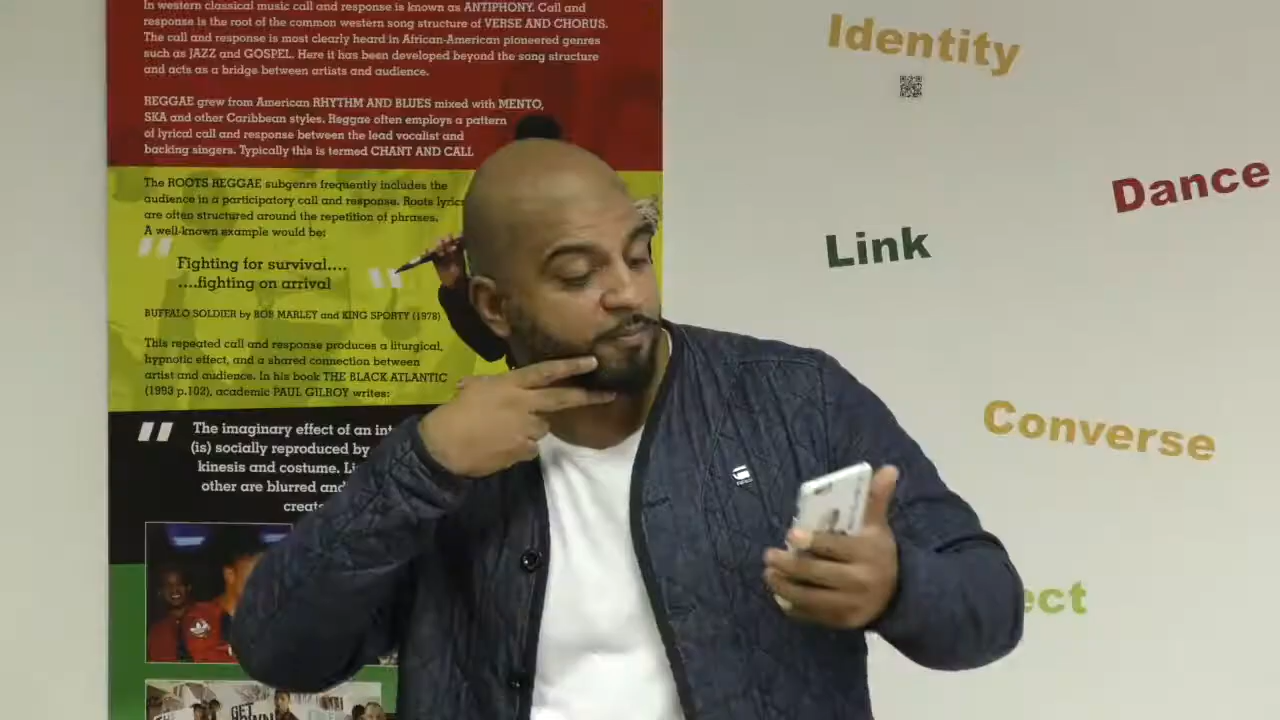 In western classical music call and response is known as ANTIPHONY. Call and
response is the root of the common western song structure of VERSE AND CHORUS.
The call and response is most clearly heard in African-American pioneered genres
such as JAZZ and GOSPEL. Here it has been developed beyond the song structure
and acts as a bridge between artists and audience.
REGGAE grew from American RHYTHM AND BLUES mixed with MENTO,
SKA and other Caribbean styles. Reggae often employs a pattern
of lyrical call and response between the lead vocalist and
backing singers. Typically this is termed CHANT AND CALL
The ROOTS REGGAE subgenre frequently includes the
audience in a participatory call and response. Roots lyric
are often structured around the repetition of phrases.
A well-known example would be:
"
Fighting for survival....
....fighting on arrival
"
BUFFALO SOLDIER by BOB MARLEY and KING SPORTY (1978)
This repeated call and response produces a liturgical,
hypnotic effect, and a shared connection between
artist and audience. In his book THE BLACK ATLANTIC
(1993 p.102), academic PAUL GILROY writes:
"
The imaginary effect of an int
(is) socially reproduced by
kinesis and costume. Li
other are blurred and
create
GET
Identity
Dance
Link
Converse
ect